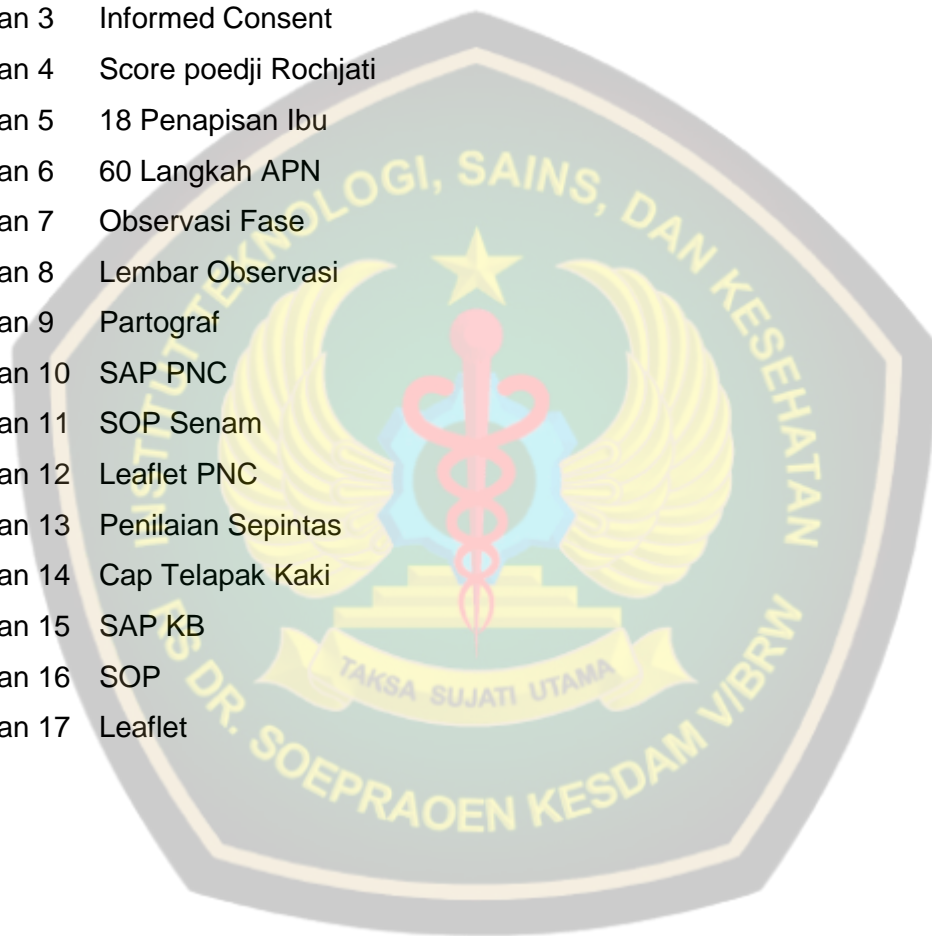 an 3 Informed Consent
an 4 Score poedji Rochjati
an 5 18 Penapisan Ibu
an 6 60 Langkah APN
an 7 Observasi Fase
an 8 Lembar Observasi
an 9 Partograf
an 10 SAP PNC
an 11 SOP Senam
an 12 Leaflet PNC
an 13 Penilaian Sepintas
an 14 Cap Telapak Kaki
an 15 SAP KB
an 16 SOP
an 17 Leaflet
INSTITUT TEKNOLOGI, SAINS, DAN KESEHATAN
TAKSA SUJATI UTAMA
RS DR. SOEPRAOEN KESDAM V/BRW